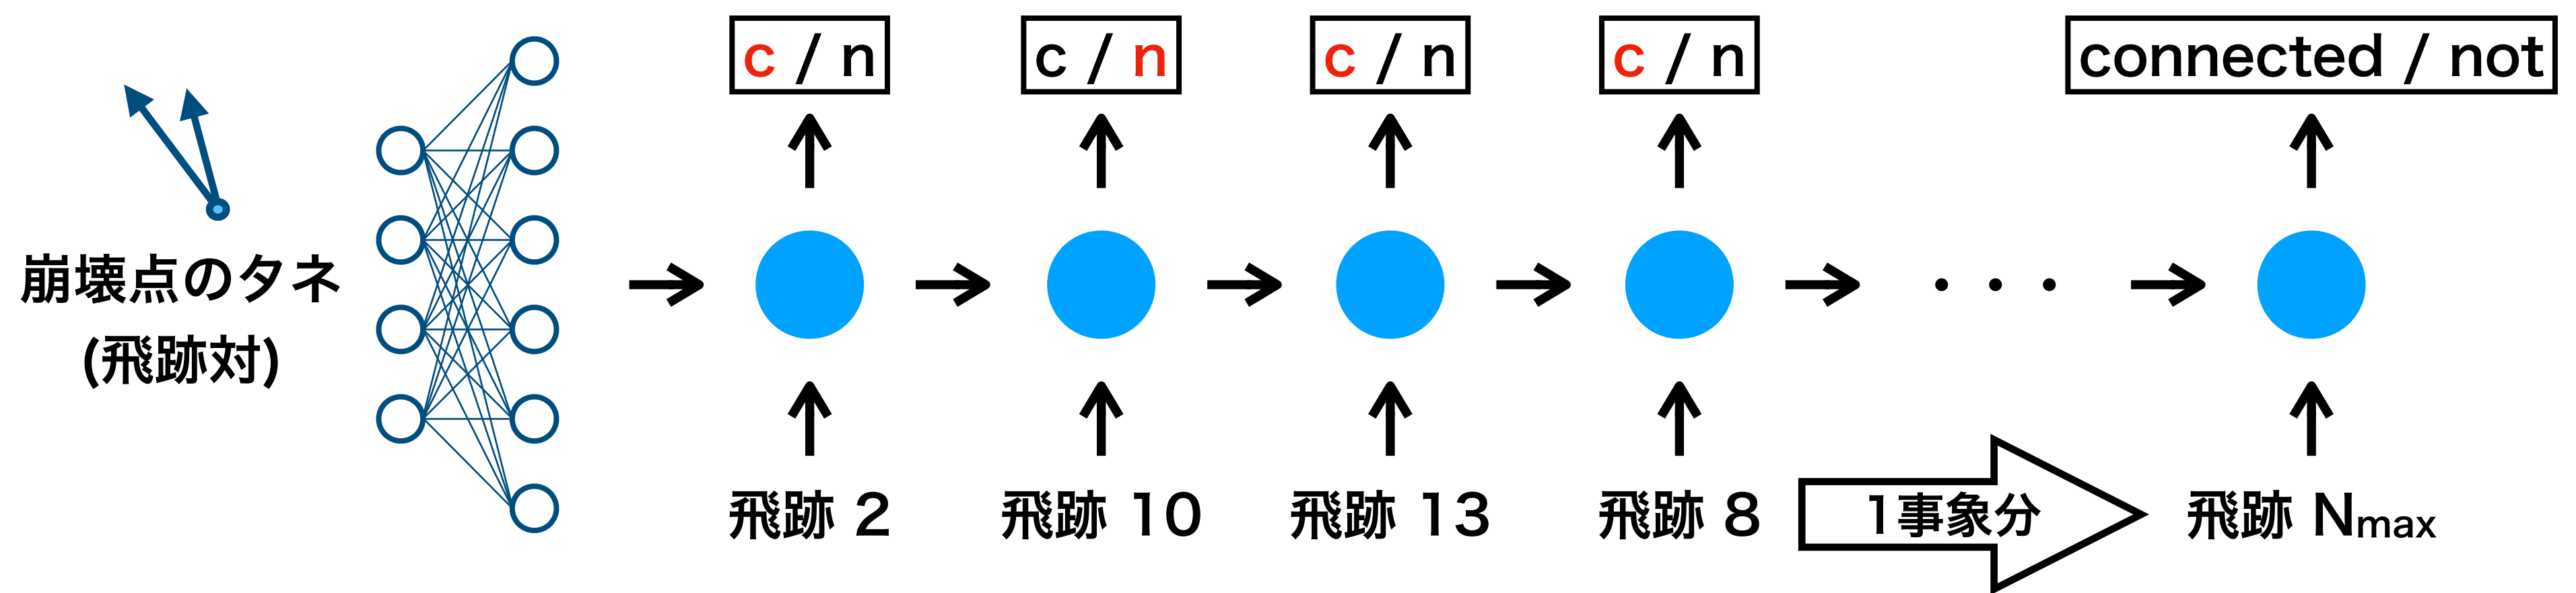 c / n
c / n
c / n
c / n
connected / not
崩壊点のタネ
(飛跡対)
飛跡 2
飛跡 10
飛跡 13
飛跡 8
1事象分
飛跡 Nmax